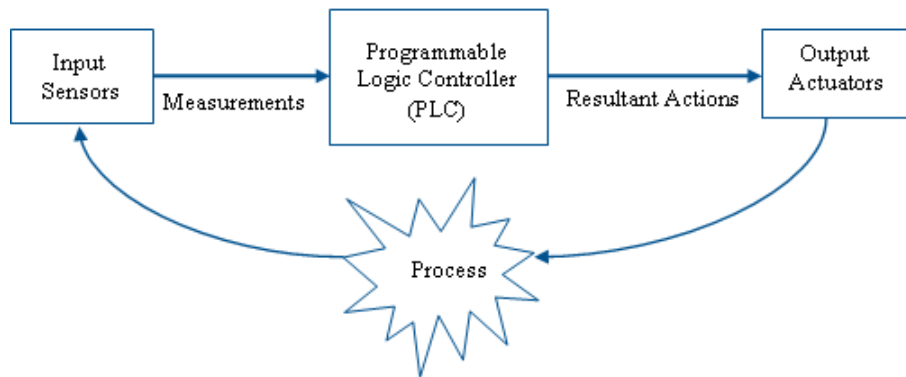 Input
Sensors
Measurements
Programmable
Logic Controller
(PLC)
Resultant Actions
Output
Actuators
Process